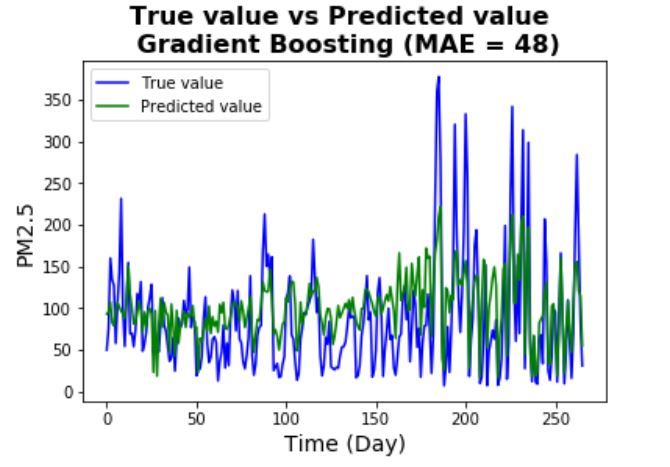 True value vs Predicted value
Gradient Boosting (MAE = 48)
True value
Predicted value
PM2.5
350
300
250
200
150
100
50
0
0 50 100 150 200 250
Time (Day)